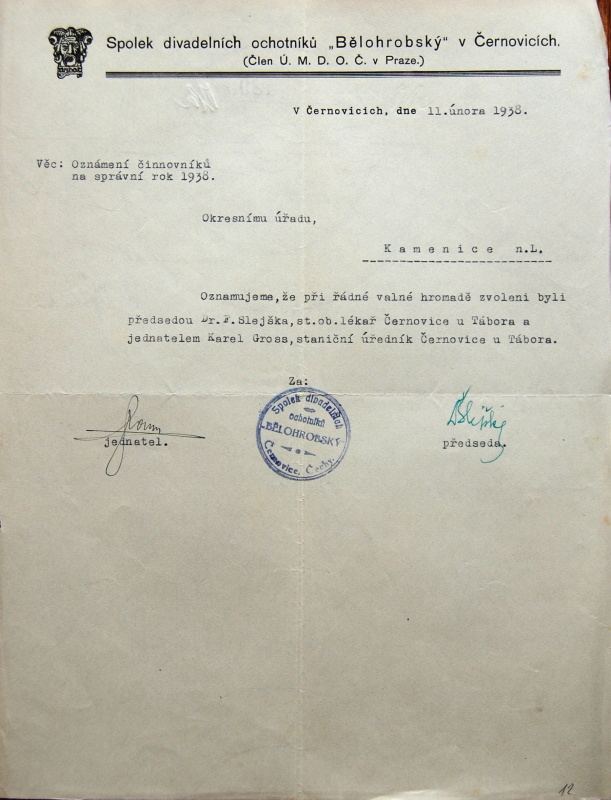 Spolek divadelních ochotníků „Bělohrobský" v Černovicích.
(Člen Ú. M. D. O. Č. v Praze.)
V Černovicích, dne 11.února 1938.
Věc: Oznámení činnovníků
na správní rok 1938.
Okresnímu úřadu,
Kamenice n.L.
Oznamujeme,že při řádné valné hromadě zvoleni byli
předsedou Dr.F.Slejška,st.ob.lékař Černovice u Tábora a
jednatelem Karel Gross,staniční úředník Černovice u Tábora.
Za:
Spolek divadelních
ochotníků
„BĚLOHROBSKÝ"
Černovice, Čechy.
jednatel.
předseda.
12